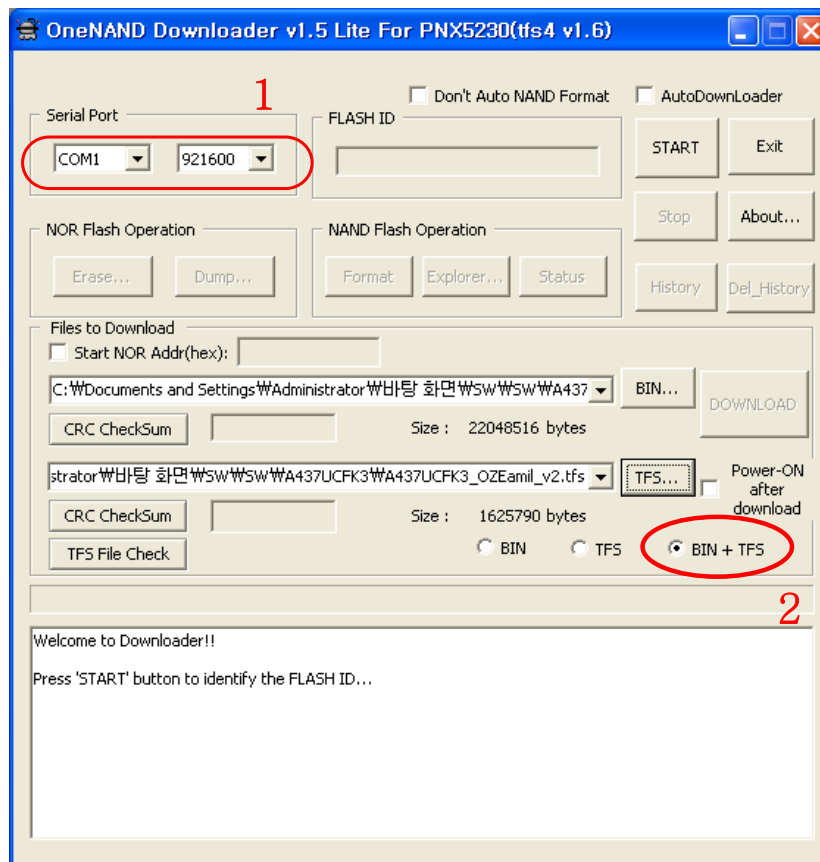 OneNAND Downloader v1.5 Lite For PNX5230(tfs4 v1.6)
1
Don't Auto NAND Format
AutoDownLoader
Serial Port
FLASH ID
COM1
921600
START
Exit
Stop
About...
NOR Flash Operation
NAND Flash Operation
Erase...
Dump...
Format
Explorer...
Status
History
Del_History
Files to Download
Start NOR Addr(hex):
C:₩Documents and Settings₩Administrator₩바탕 화면₩SW₩SW₩A437
BIN...
DOWNLOAD
CRC CheckSum
Size : 22048516 bytes
strator₩바탕 화면₩SW₩SW₩A437UCFK3₩A437UCFK3_OZEamil_v2.tfs
TFS...
Power-ON
after
download
CRC CheckSum
Size : 1625790 bytes
TFS File Check
BIN
TFS
BIN + TFS
2
Welcome to Downloader!!
Press 'START' button to identify the FLASH ID...